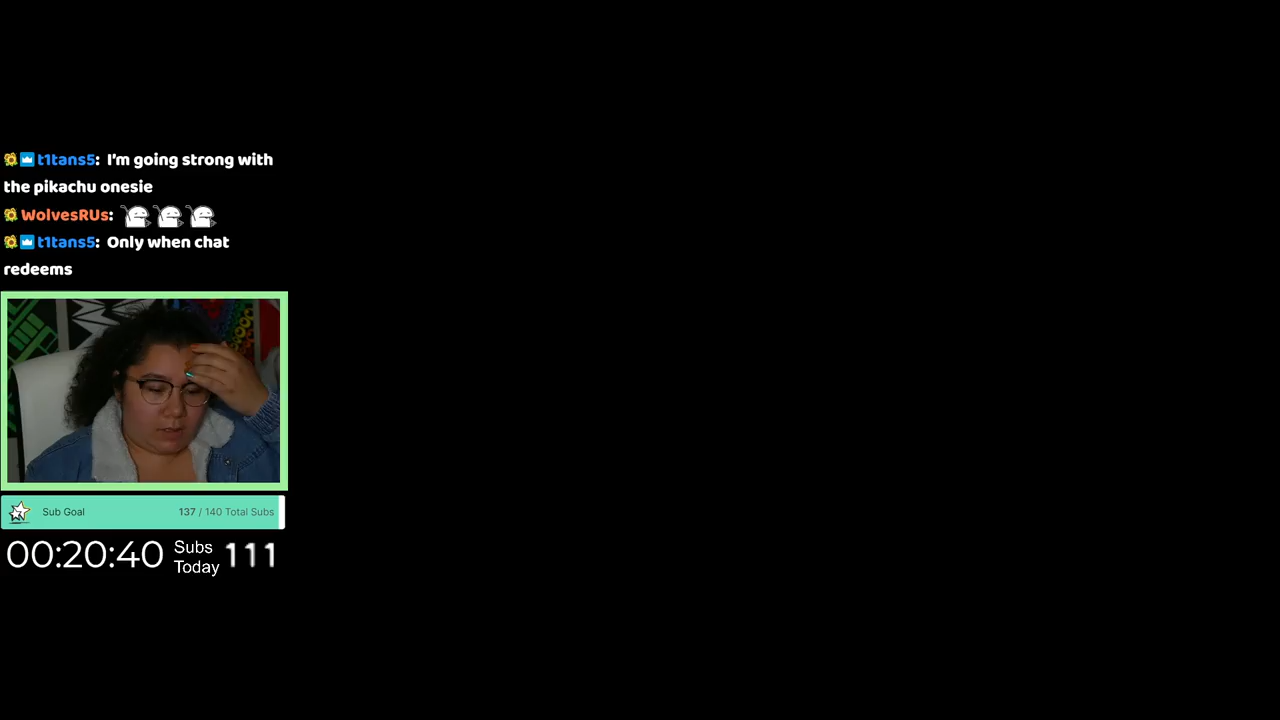 t1tans5: I'm going strong with
the pikachu onesie
WolvesRUs:
t1tans5: Only when chat
redeems
Sub Goal 137 / 140 Total Subs
00:20:40 Subs Today 111